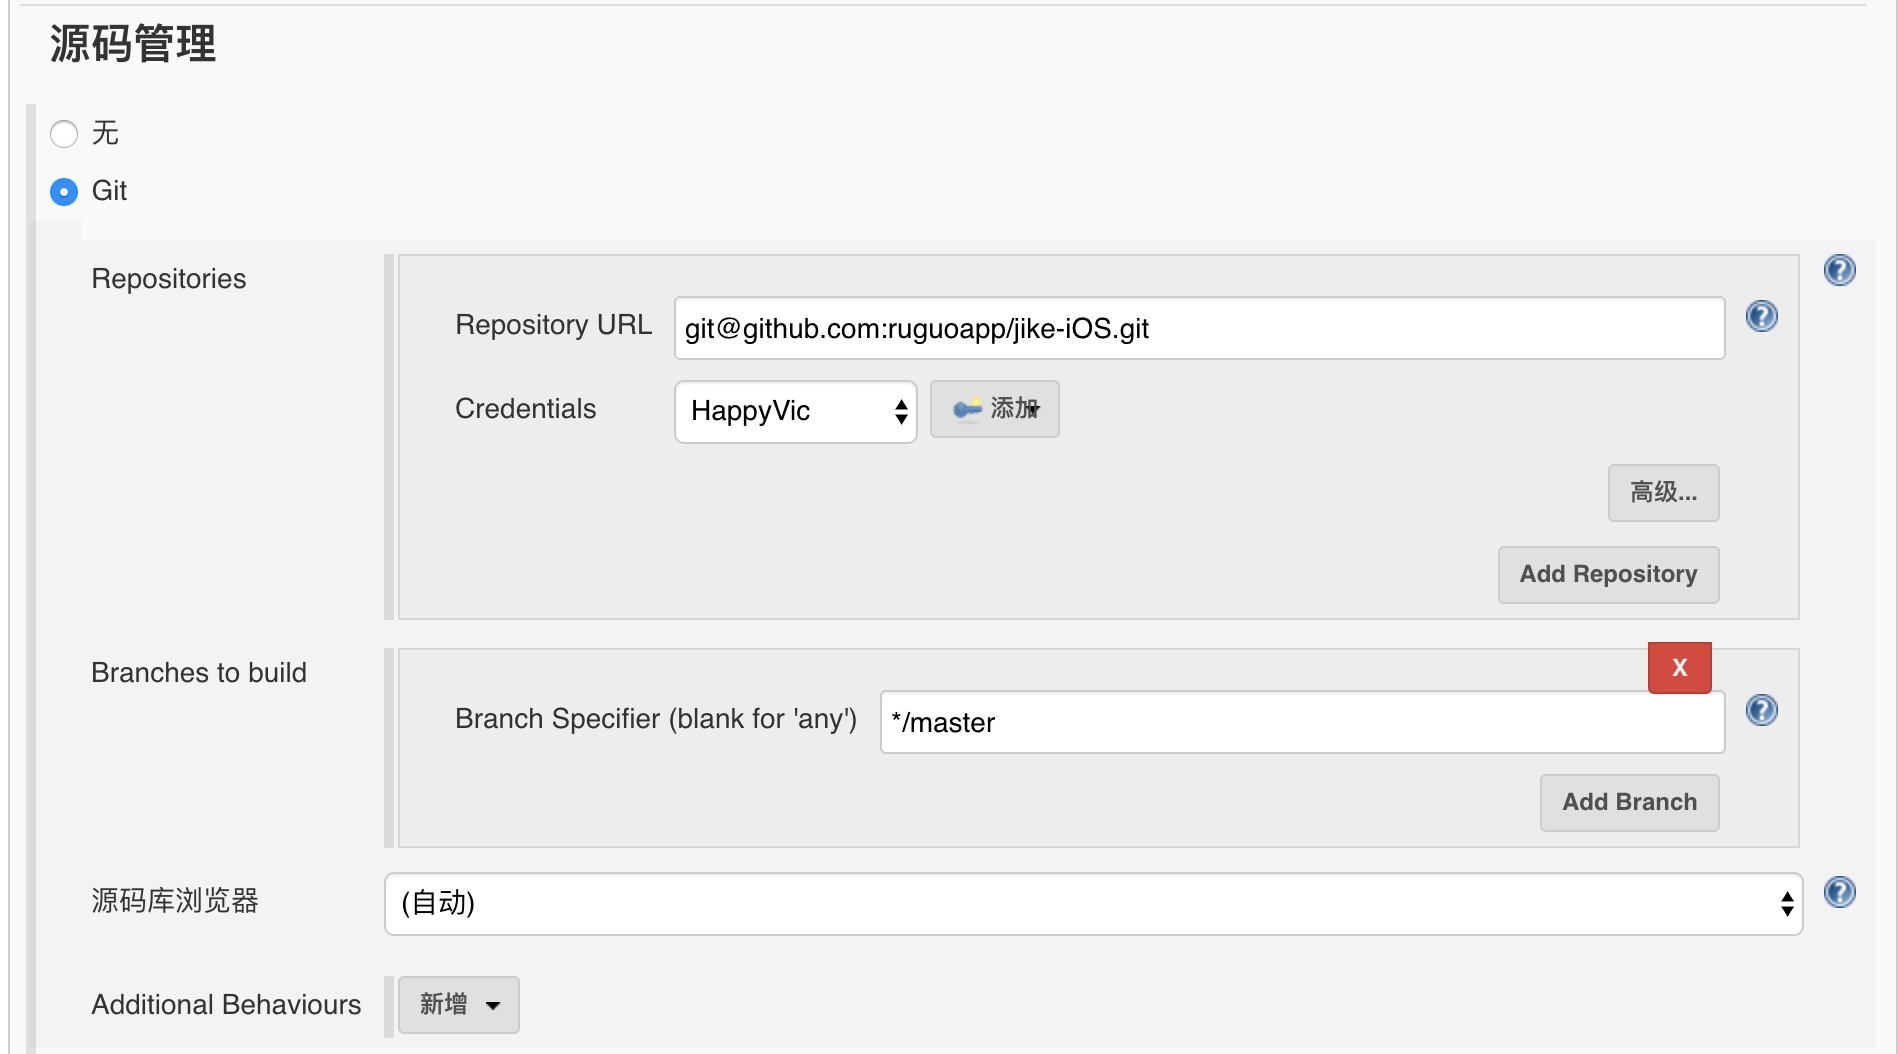 源码管理
无
Git
Repositories
Repository URL git@github.com:ruguoapp/jike-iOS.git
Credentials HappyVic 添加
高级...
Add Repository
Branches to build
X
Branch Specifier (blank for 'any') */master
Add Branch
源码库浏览器 (自动)
Additional Behaviours 新增